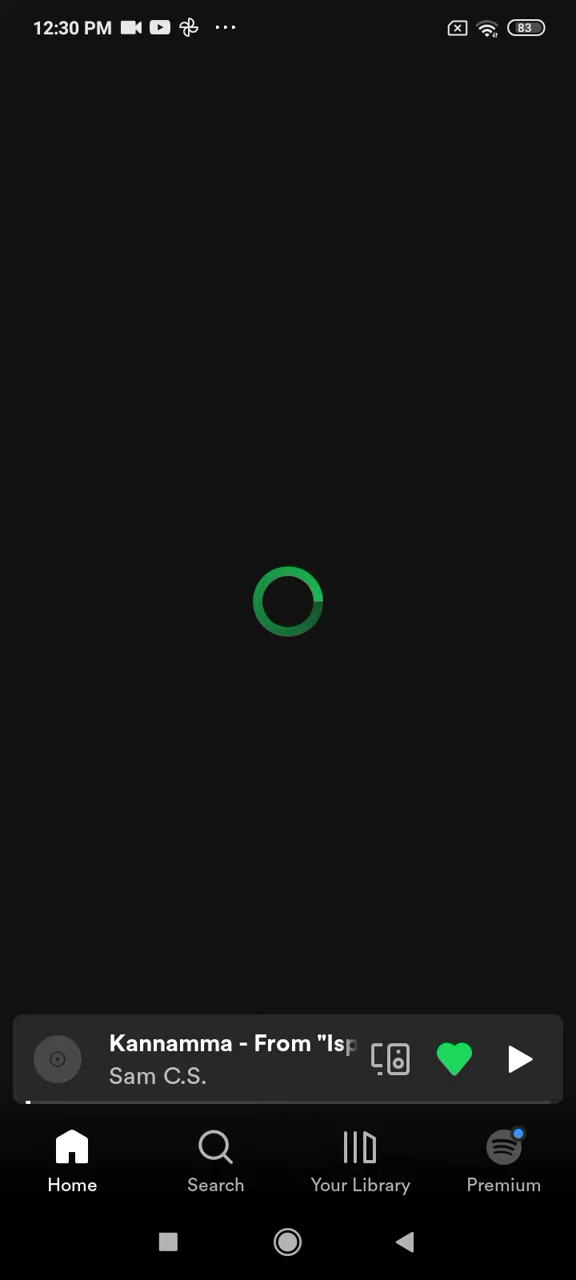 12:30 PM
83
Kannamma - From "Isp
Sam C.S.
Home
Search
Your Library
Premium